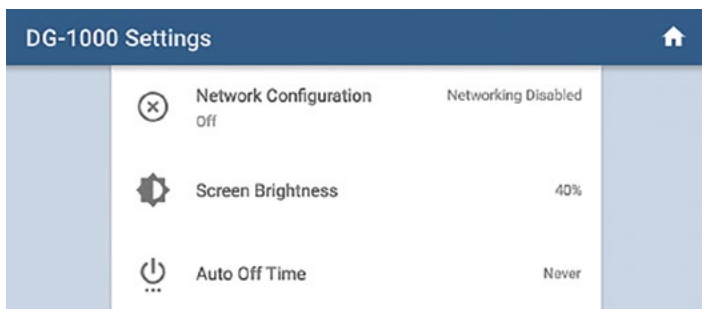 DG-1000 Settings
Network Configuration Networking Disabled
Off
Screen Brightness 40%
Auto Off Time Never